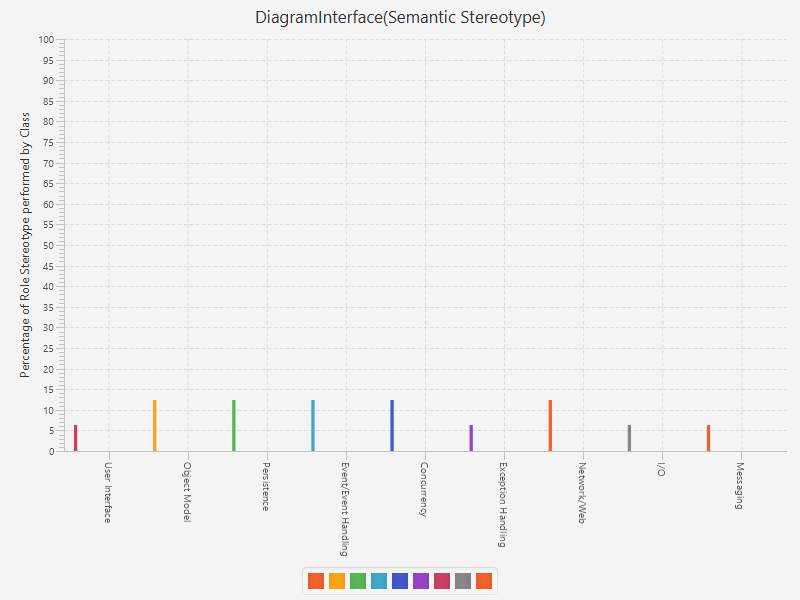 DiagramInterface(Semantic Stereotype)
Percentage of Role Stereotype performed by Class
100
95
90
85
80
75
70
65
60
55
50
45
40
35
30
25
20
15
10
5
0
User Interface
Object Model
Persistence
Event/Event Handling
Concurrency
Exception Handling
Network/Web
I/O
Messaging